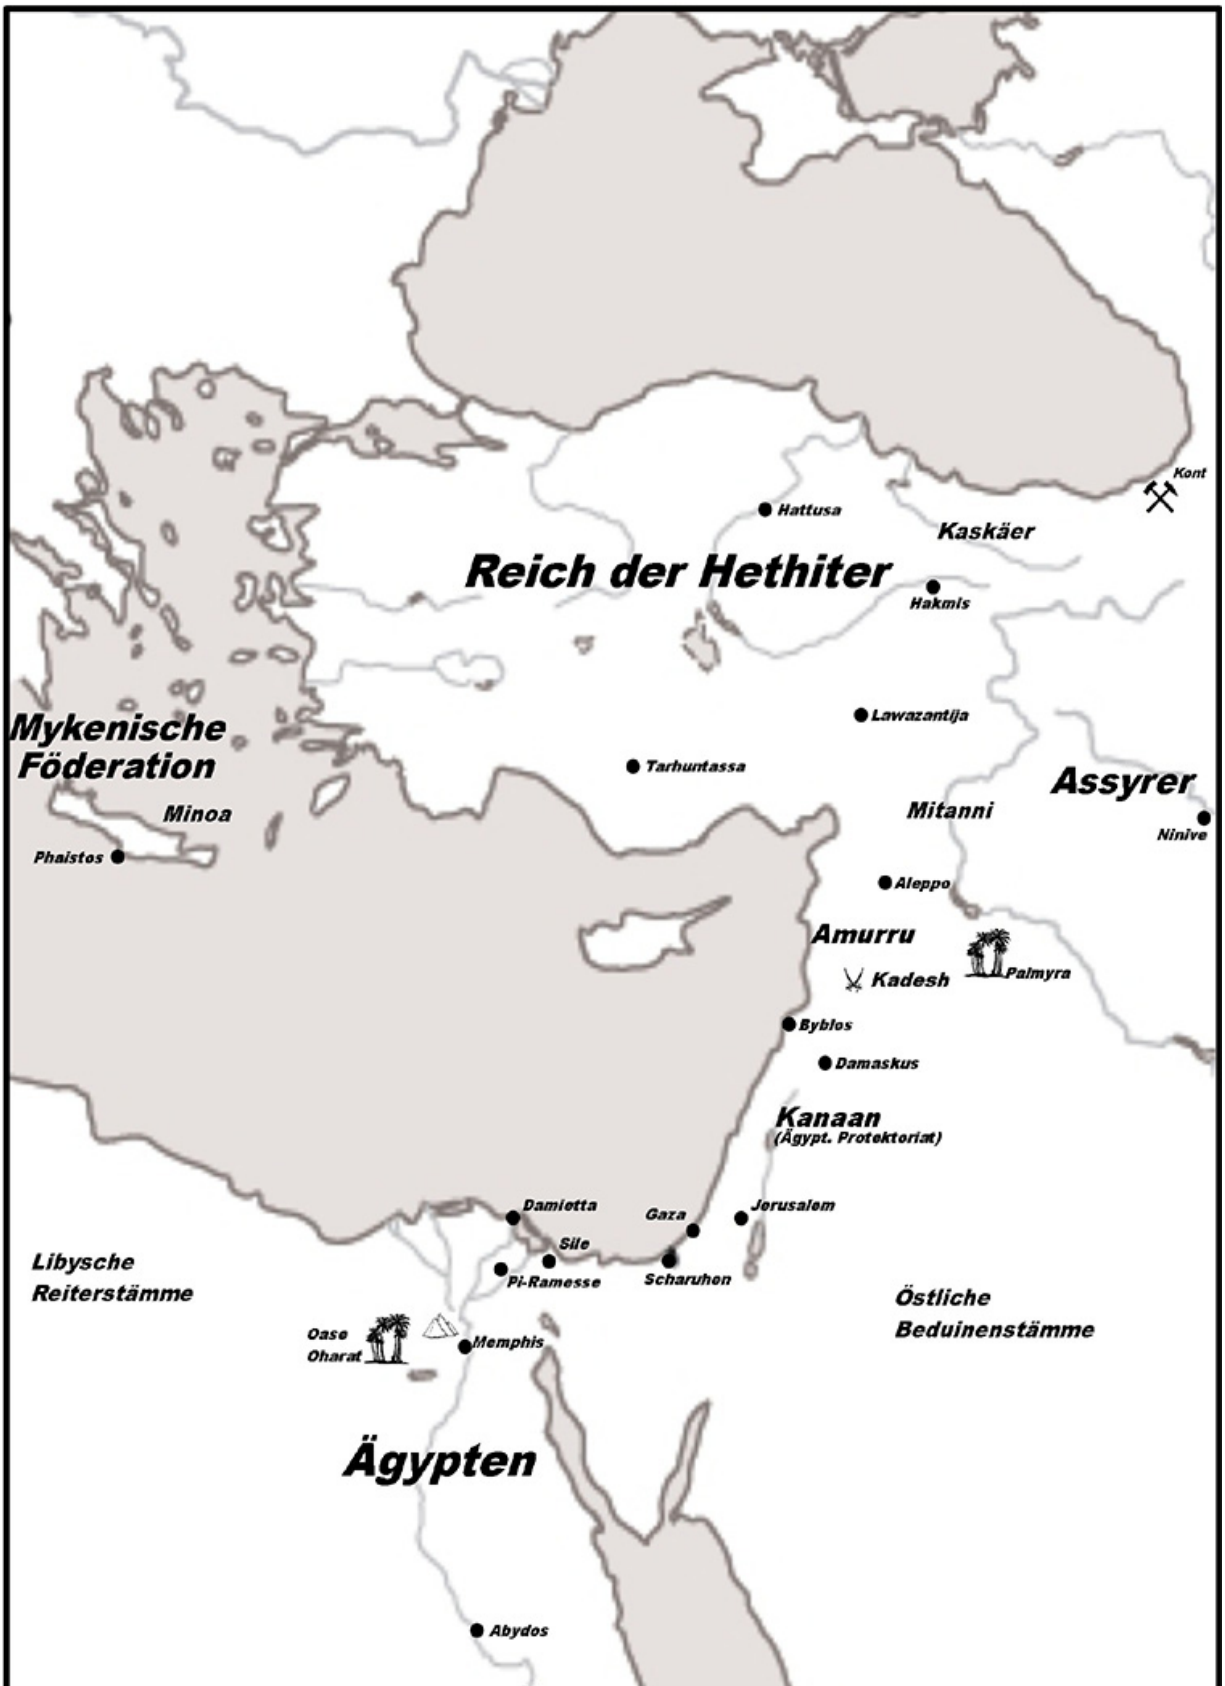 Kont
Hattusa
Kaskäer
Reich der Hethiter
Hakmis
Lawazantija
Mykenische
Föderation
Tarhuntassa
Assyrer
Minoa
Mitanni
Ninive
Phaistos
Aleppo
Amurru
Kadesh
Palmyra
Byblos
Damaskus
Kanaan
(Ägypt. Protektoriat)
Damietta
Gaza
Jerusalem
Sile
Libysche
Reiterstämme
Pi-Ramesse
Scharuhen
Östliche
Beduinenstämme
Oase
Oharat
Memphis
Ägypten
Abydos